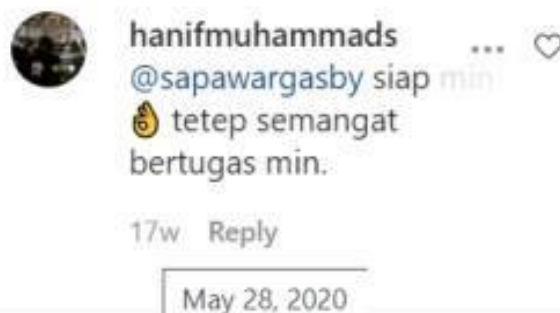 hanifmuhammads
@sapawargasby siap min
👌 tetep semangat
bertugas min.
17w Reply
May 28, 2020